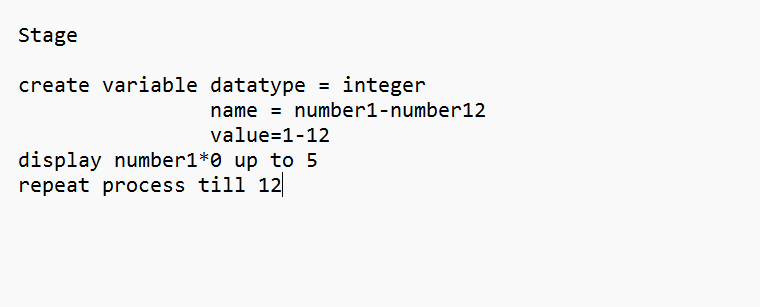 Stage
create variable datatype = integer
name = number1-number12
value=1-12
display number1*0 up to 5
repeat process till 12